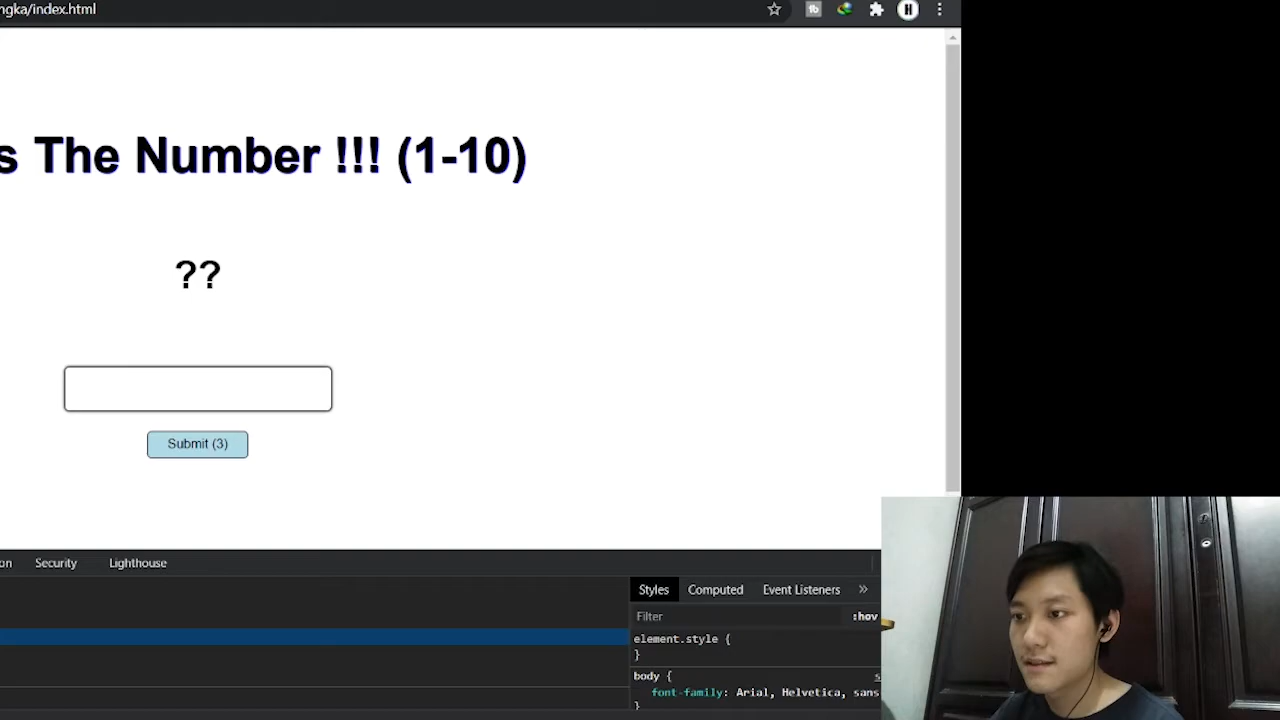 ngka/index.html
s The Number !!! (1-10)
??
Submit (3)
on Security Lighthouse
Styles Computed Event Listeners »
Filter :hov
element.style {
}
body { s
font-family: Arial, Helvetica, sans
}